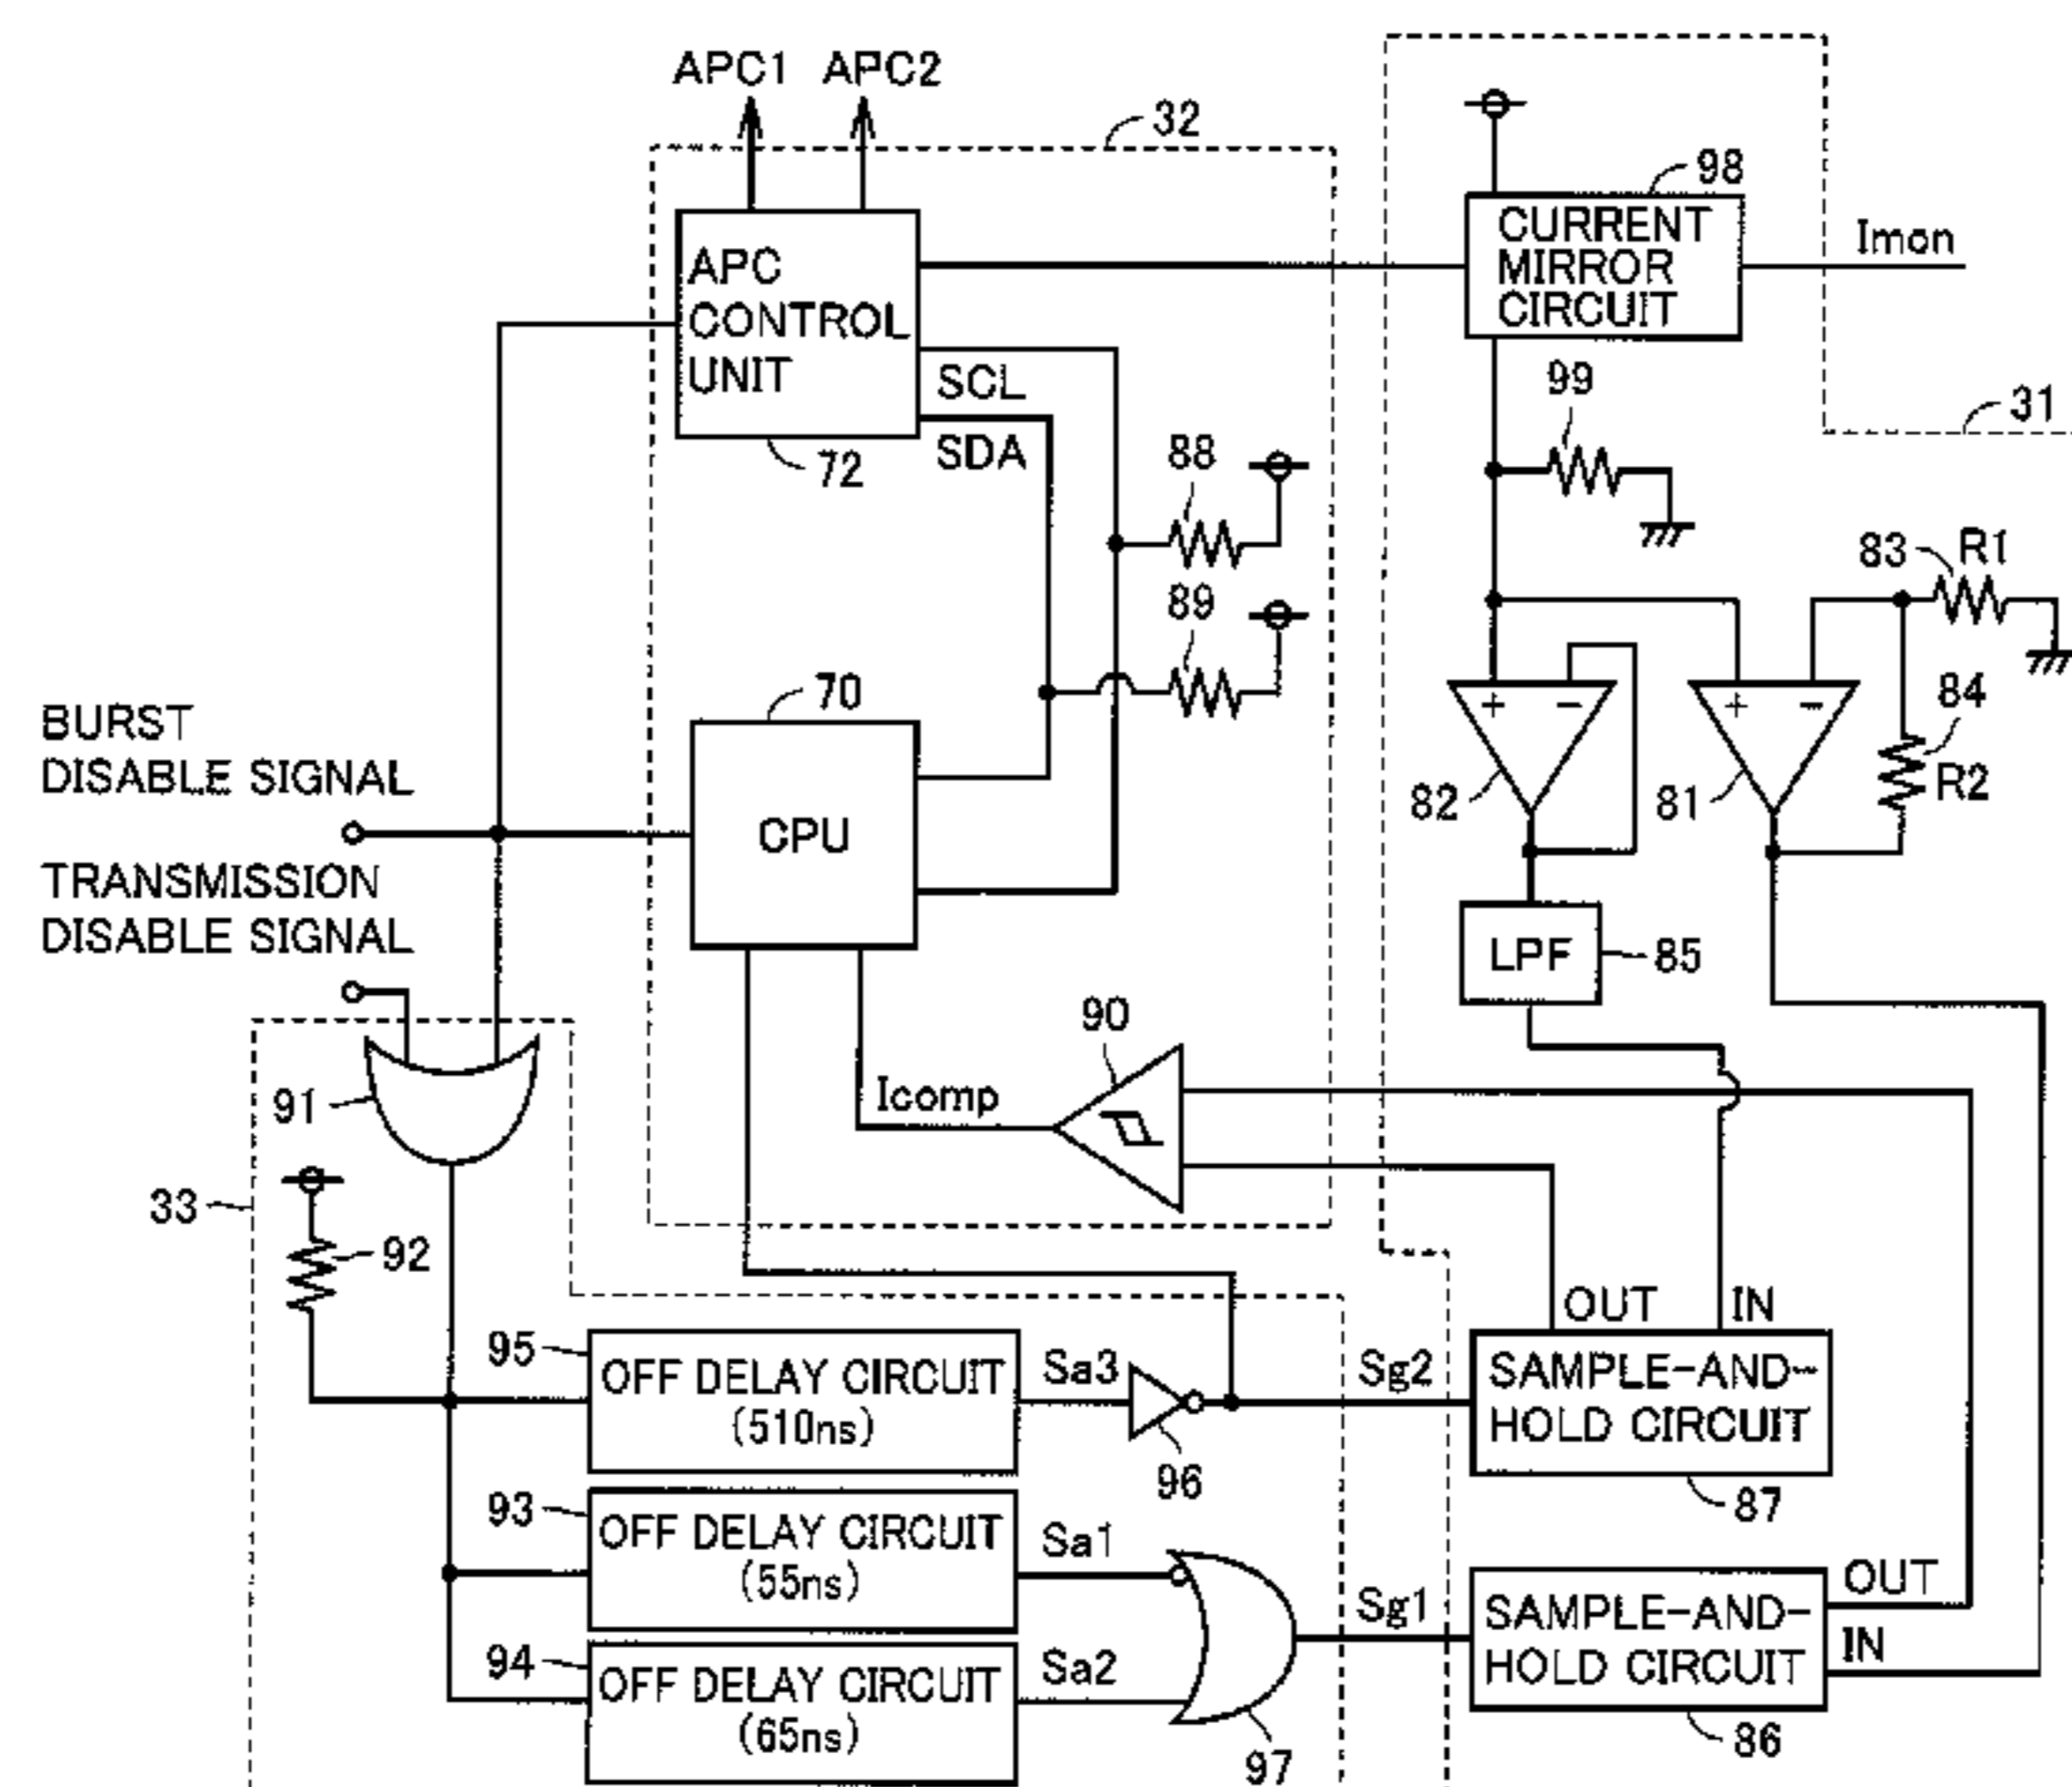 APC1 APC2
32
98
CURRENT
MIRROR
CIRCUIT
Imon
APC
CONTROL
UNIT
SCL
SDA
72
99
31
88
83 R1
89
84
R2
70
BURST
DISABLE SIGNAL
+ −
+ −
82
81
CPU
TRANSMISSION
DISABLE SIGNAL
LPF
85
90
91
Icomp
33
92
OUT IN
95
OFF DELAY CIRCUIT
(510ns)
Sa3
Sg2
SAMPLE-AND-
HOLD CIRCUIT
96
87
93
OFF DELAY CIRCUIT
(55ns)
Sa1
Sg1
SAMPLE-AND-
HOLD CIRCUIT
OUT
IN
94
OFF DELAY CIRCUIT
(65ns)
Sa2
97
86